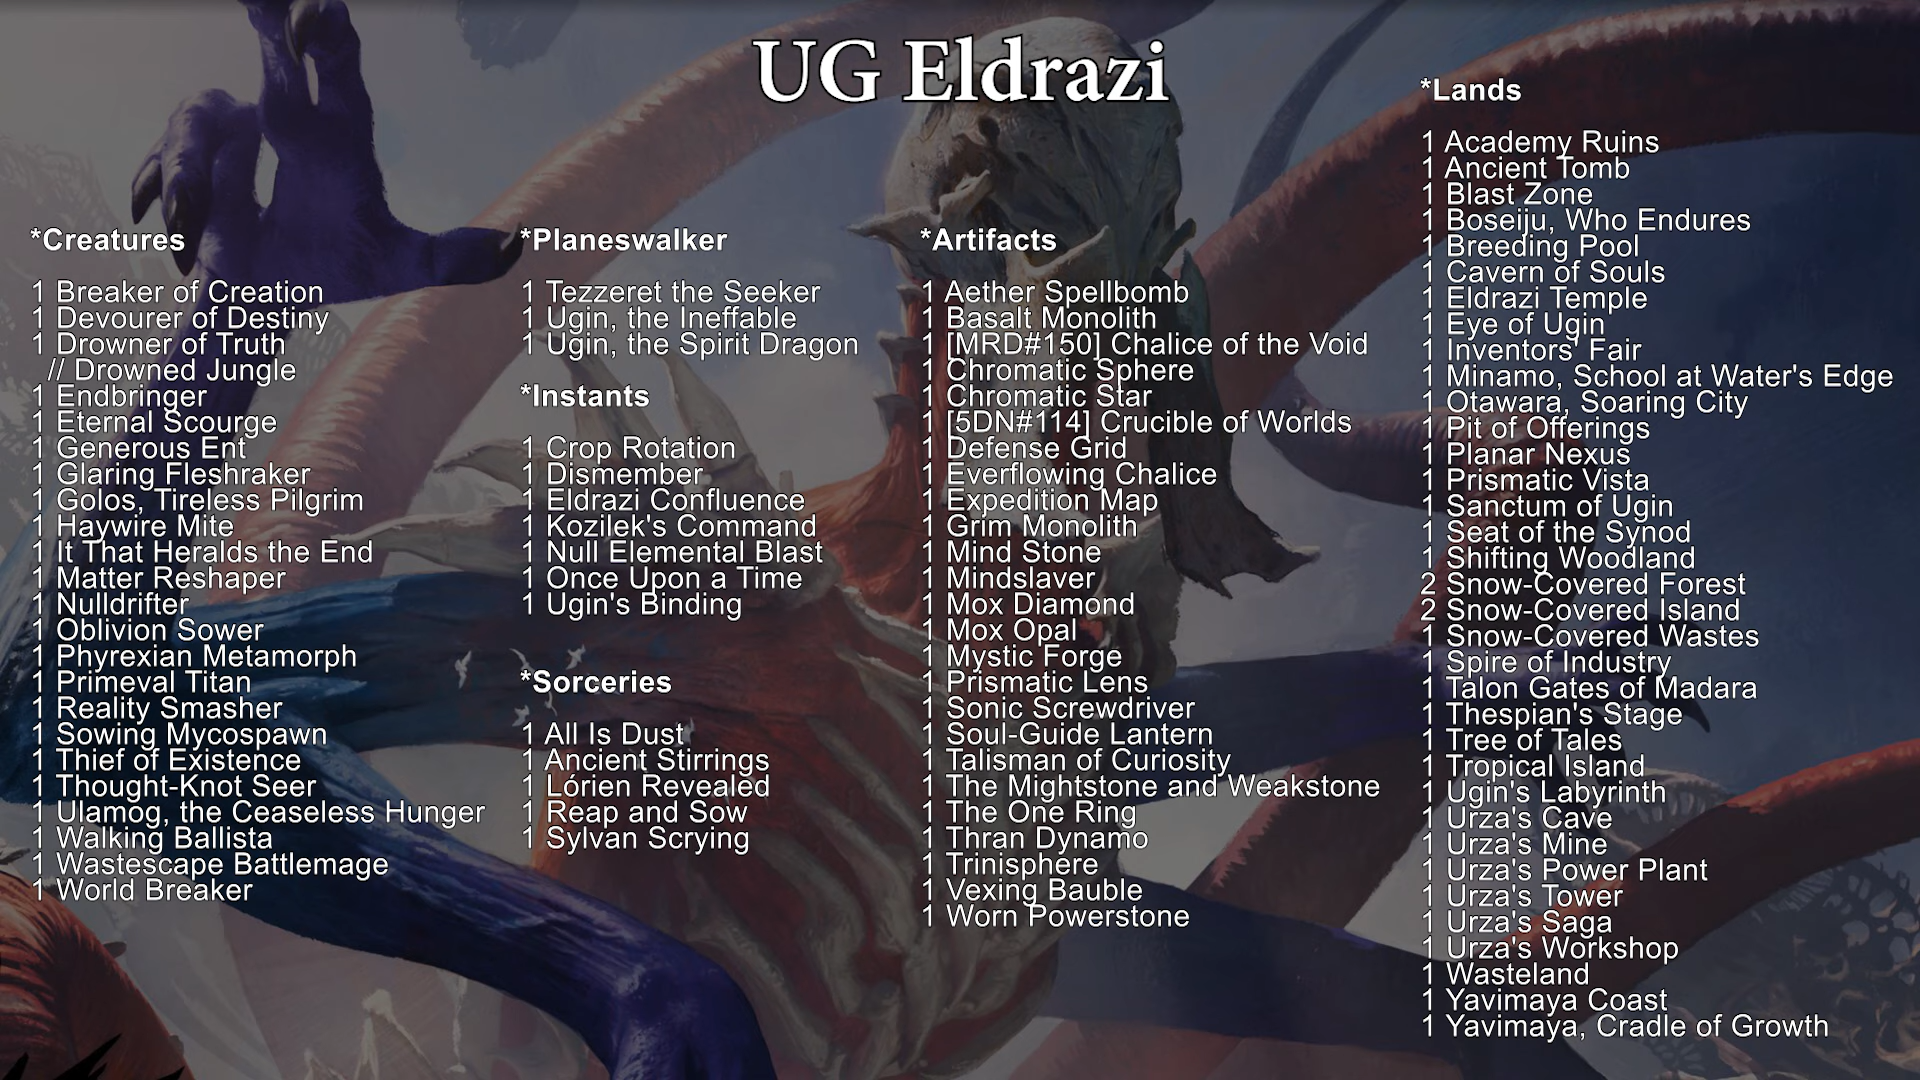 UG Eldrazi
*Creatures
1 Breaker of Creation
1 Devourer of Destiny
1 Drowner of Truth
// Drowned Jungle
1 Endbringer
1 Eternal Scourge
1 Generous Ent
1 Glaring Fleshraker
1 Golos, Tireless Pilgrim
1 Haywire Mite
1 It That Heralds the End
1 Matter Reshaper
1 Nulldrifter
1 Oblivion Sower
1 Phyrexian Metamorph
1 Primeval Titan
1 Reality Smasher
1 Sowing Mycospawn
1 Thief of Existence
1 Thought-Knot Seer
1 Ulamog, the Ceaseless Hunger
1 Walking Ballista
1 Wastescape Battlemage
1 World Breaker
*Planeswalker
1 Tezzeret the Seeker
1 Ugin, the Ineffable
1 Ugin, the Spirit Dragon
*Instants
1 Crop Rotation
1 Dismember
1 Eldrazi Confluence
1 Kozilek's Command
1 Null Elemental Blast
1 Once Upon a Time
1 Ugin's Binding
*Sorceries
1 All Is Dust
1 Ancient Stirrings
1 Lórien Revealed
1 Reap and Sow
1 Sylvan Scrying
*Artifacts
1 Aether Spellbomb
1 Basalt Monolith
1 [MRD#150] Chalice of the Void
1 Chromatic Sphere
1 Chromatic Star
1 [5DN#114] Crucible of Worlds
1 Defense Grid
1 Everflowing Chalice
1 Expedition Map
1 Grim Monolith
1 Mind Stone
1 Mindslaver
1 Mox Diamond
1 Mox Opal
1 Mystic Forge
1 Prismatic Lens
1 Sonic Screwdriver
1 Soul-Guide Lantern
1 Talisman of Curiosity
1 The Mightstone and Weakstone
1 The One Ring
1 Thran Dynamo
1 Trinisphere
1 Vexing Bauble
1 Worn Powerstone
*Lands
1 Academy Ruins
1 Ancient Tomb
1 Blast Zone
1 Boseiju, Who Endures
1 Breeding Pool
1 Cavern of Souls
1 Eldrazi Temple
1 Eye of Ugin
1 Inventors' Fair
1 Minamo, School at Water's Edge
1 Otawara, Soaring City
1 Pit of Offerings
1 Planar Nexus
1 Prismatic Vista
1 Sanctum of Ugin
1 Seat of the Synod
1 Shifting Woodland
2 Snow-Covered Forest
2 Snow-Covered Island
1 Snow-Covered Wastes
1 Spire of Industry
1 Talon Gates of Madara
1 Thespian's Stage
1 Tree of Tales
1 Tropical Island
1 Ugin's Labyrinth
1 Urza's Cave
1 Urza's Mine
1 Urza's Power Plant
1 Urza's Tower
1 Urza's Saga
1 Urza's Workshop
1 Wasteland
1 Yavimaya Coast
1 Yavimaya, Cradle of Growth